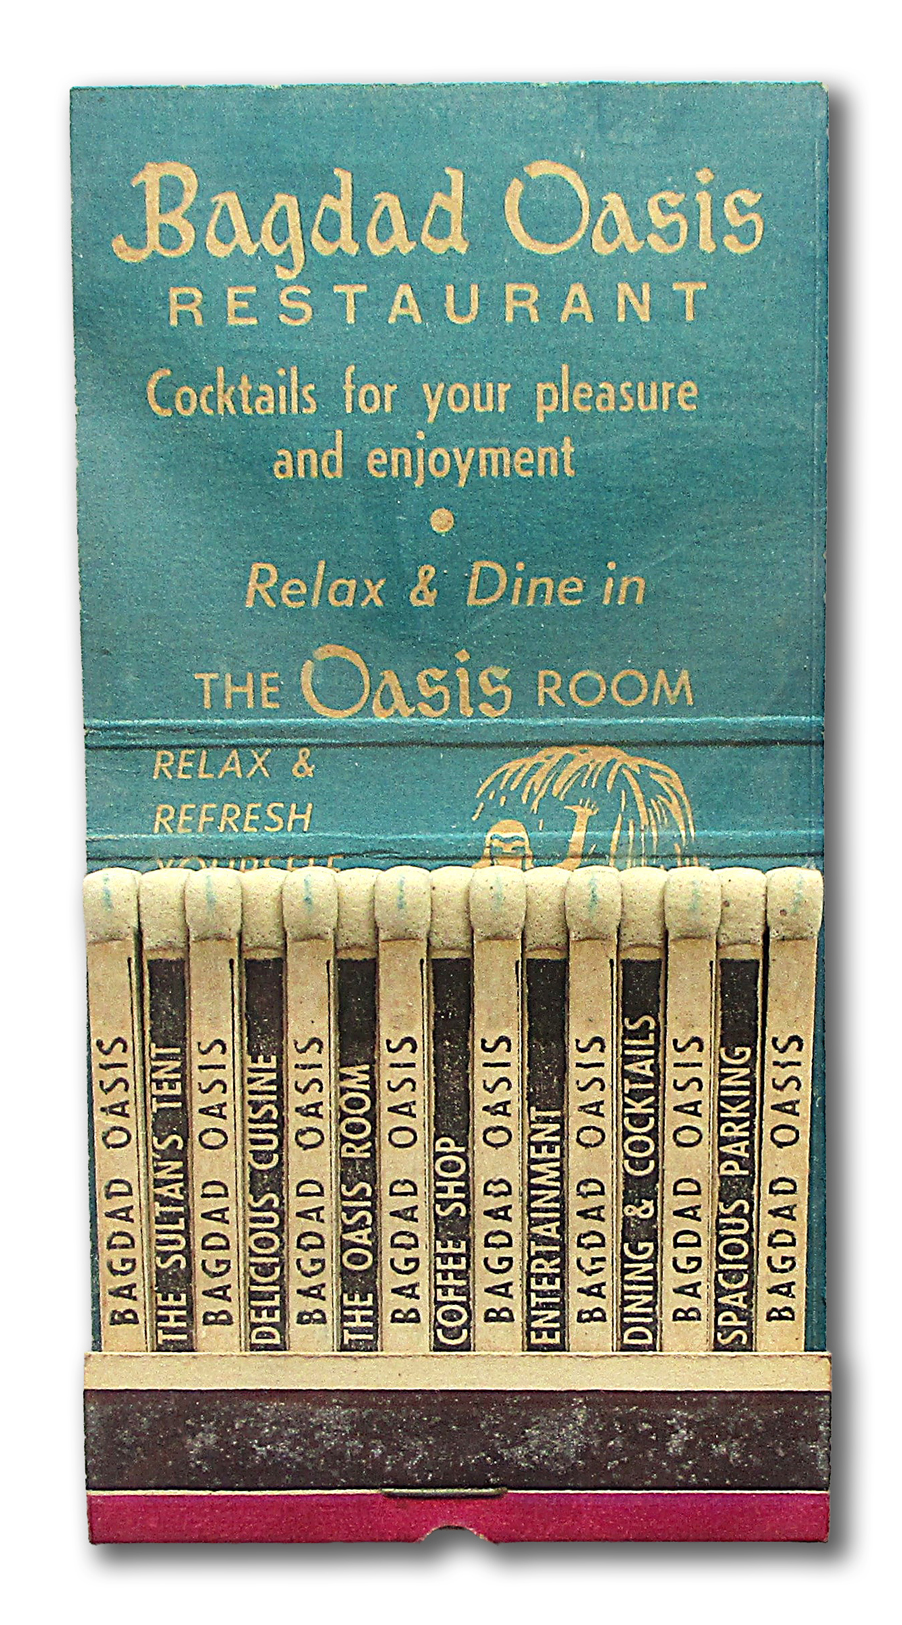 Bagdad Oasis
RESTAURANT
Cocktails for your pleasure
and enjoyment
Relax & Dine in
THE Oasis ROOM
RELAX &
REFRESH
YOURSELF
BAGDAD OASIS
THE SULTAN'S TENT
BAGDAD OASIS
DELICIOUS CUISINE
BAGDAD OASIS
THE OASIS ROOM
BAGDAD OASIS
COFFEE SHOP
BAGDAD OASIS
ENTERTAINMENT
BAGDAD OASIS
DINING & COCKTAILS
BAGDAD OASIS
SPACIOUS PARKING
BAGDAD OASIS